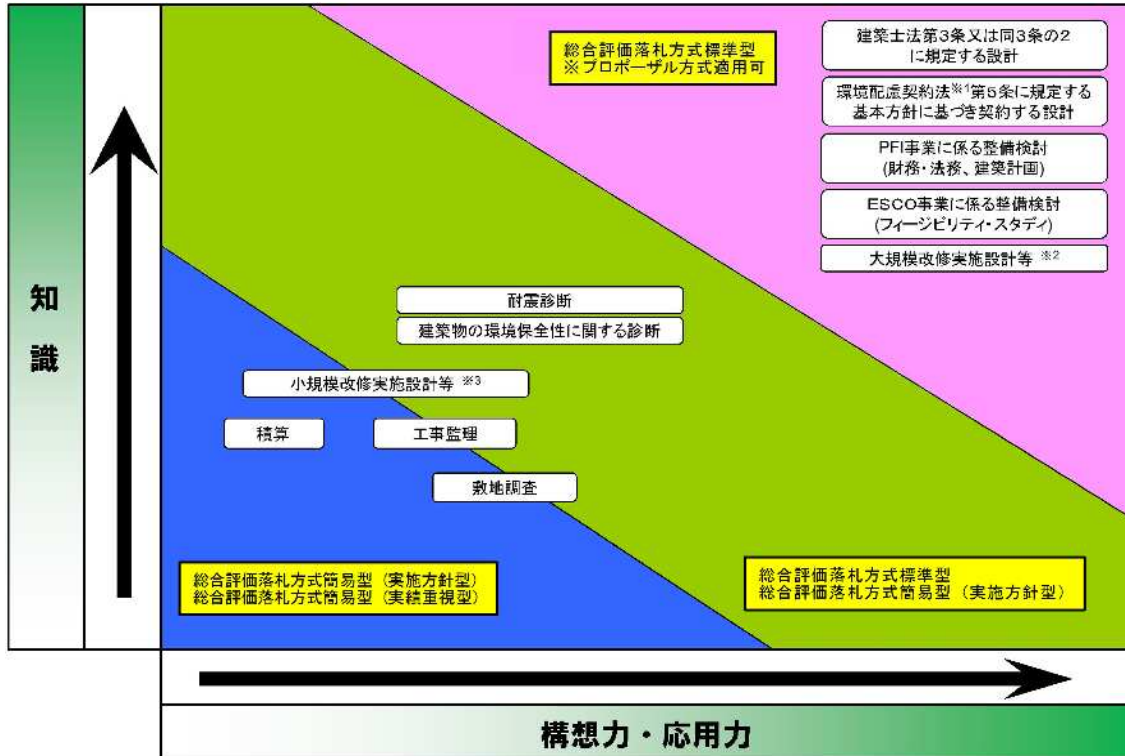 総合評価落札方式標準型
※プロポーザル方式適用可
建築士法第3条又は同3条の2
に規定する設計
環境配慮契約法※1第5条に規定する
基本方針に基づき契約する設計
PFI事業に係る整備検討
(財務・法務、建築計画)
ESCO事業に係る整備検討
(フィージビリティ・スタディ)
大規模改修実施設計等 ※2
知
識
耐震診断
建築物の環境保全性に関する診断
小規模改修実施設計等 ※3
積算
工事監理
敷地調査
総合評価落札方式簡易型（実施方針型）
総合評価落札方式簡易型（実績重視型）
総合評価落札方式標準型
総合評価落札方式簡易型（実施方針型）
構想力・応用力